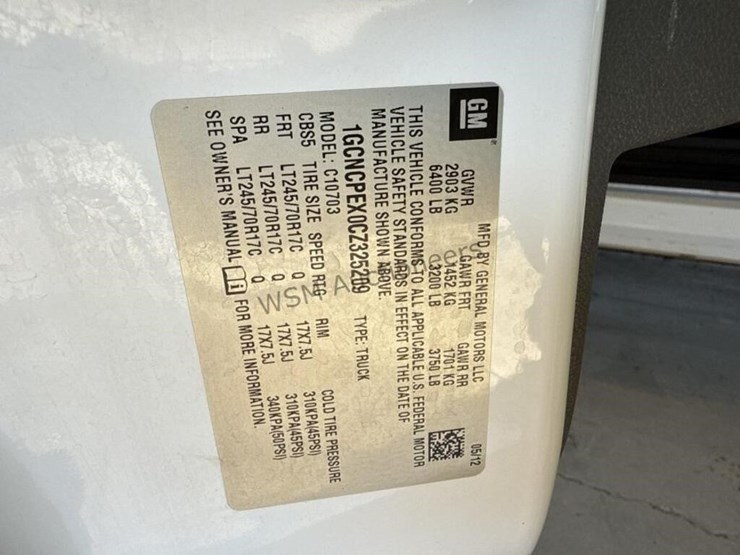 GM
MFD BY GENERAL MOTORS LLC 05/12
GVWR GAWR FRT GAWR RR
2903 KG 1452 KG 1701 KG
6400 LB 3200 LB 3750 LB
THIS VEHICLE CONFORMS TO ALL APPLICABLE U.S. FEDERAL MOTOR
VEHICLE SAFETY STANDARDS IN EFFECT ON THE DATE OF
MANUFACTURE SHOWN ABOVE.
1GCNCPEX0CZ325289 TYPE: TRUCK
MODEL: C10703
CBS5 TIRE SIZE SPEED RTG RIM COLD TIRE PRESSURE
FRT LT245/70R17C Q 17X7.5J 310KPA(45PSI)
RR LT245/70R17C Q 17X7.5J 310KPA(45PSI)
SPA LT245/70R17C Q 17X7.5J 340KPA(50PSI)
SEE OWNER'S MANUAL FOR MORE INFORMATION.
WSM